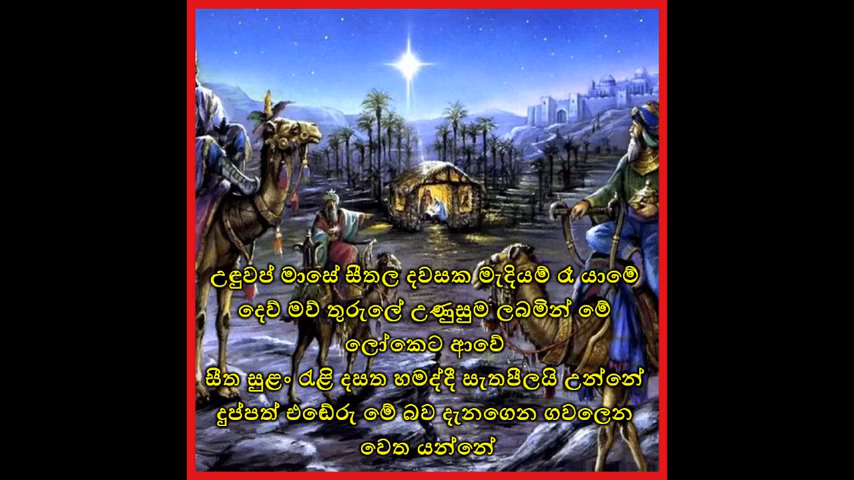 උඳුවප් මාසේ සීතල දවසක මැදියම් රෑ යාමේ
දෙව් මව් තුරුලේ උණුසුම ලබමින් මේ
ලෝකෙට ආවේ
සීත සුළං රැළි දසත හමද්දී සැතපීලයි උන්නේ
දුප්පත් එඬේරු මේ බව දැනගෙන ගවලෙන
වෙත යන්නේ